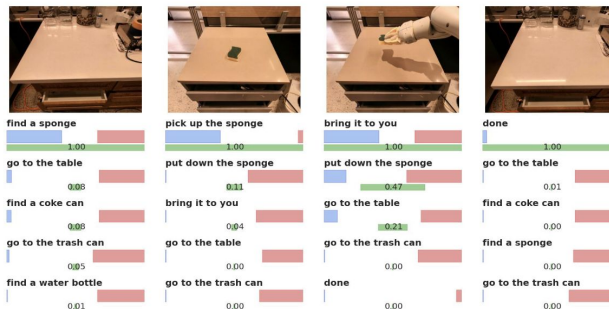 find a sponge
1.00
go to the table
0.08
find a coke can
0.08
go to the trash can
0.05
find a water bottle
0.01
pick up the sponge
1.00
put down the sponge
0.11
bring it to you
0.04
go to the table
0.00
go to the trash can
0.00
bring it to you
1.00
put down the sponge
0.47
go to the table
0.21
go to the trash can
0.00
done
0.00
done
1.00
go to the table
0.01
find a coke can
0.00
find a sponge
0.00
go to the trash can
0.00